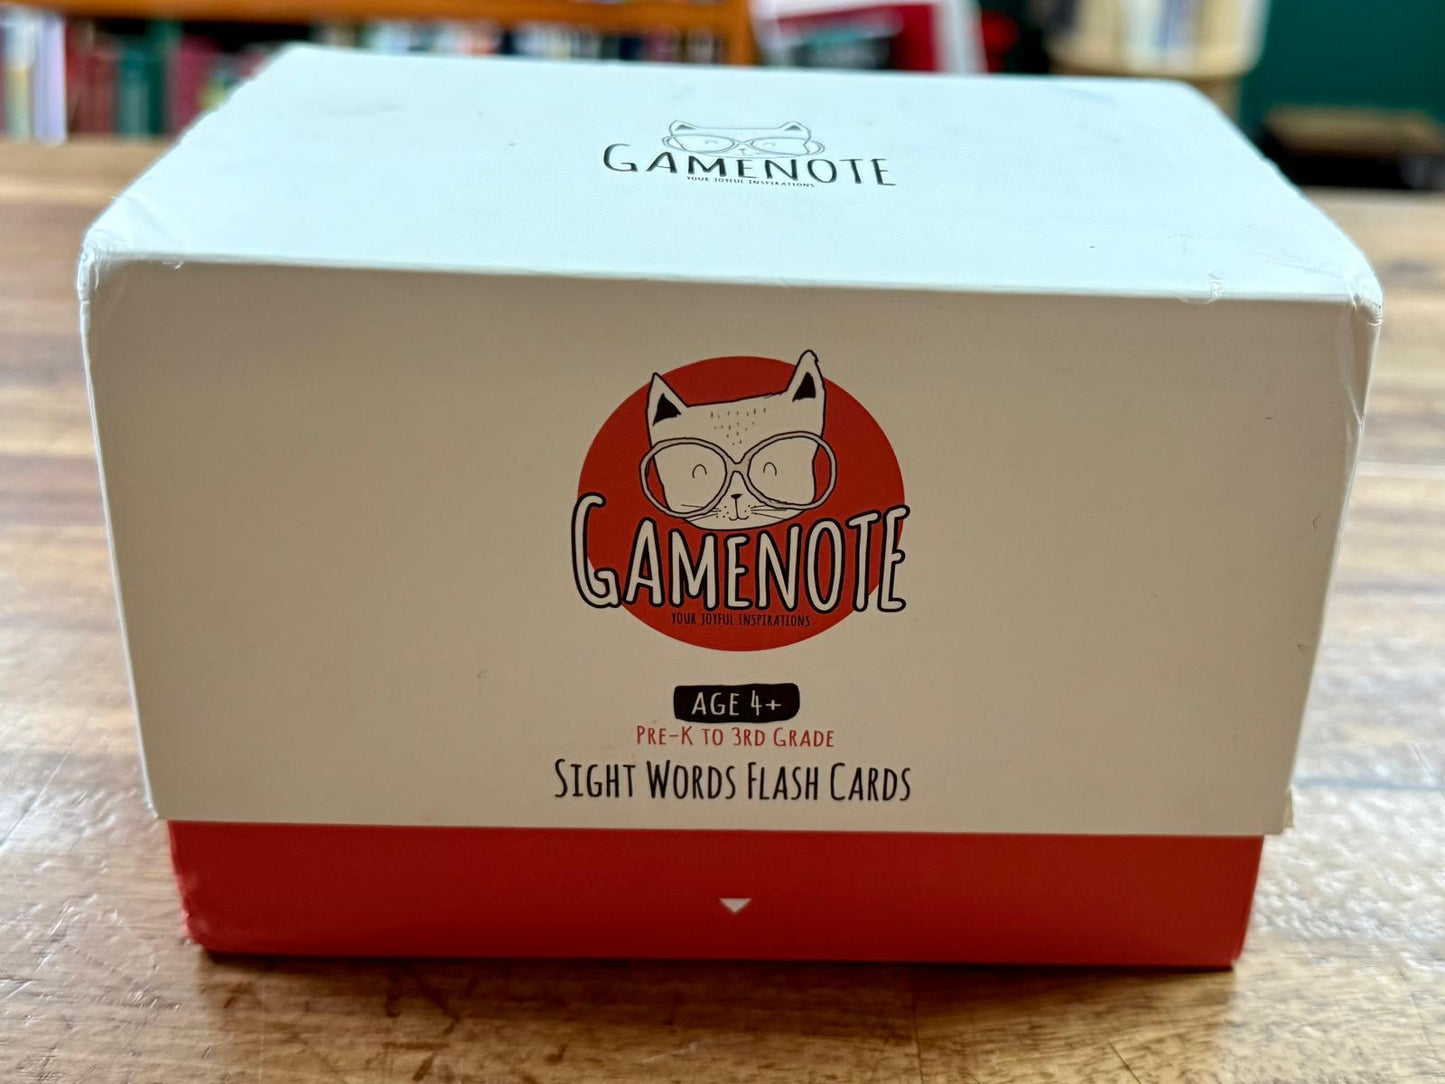 GAMENOTE
YOUR JOYFUL INSPIRATIONS
GAMENOTE
YOUR JOYFUL INSPIRATIONS
AGE 4+
PRE-K TO 3RD GRADE
SIGHT WORDS FLASH CARDS